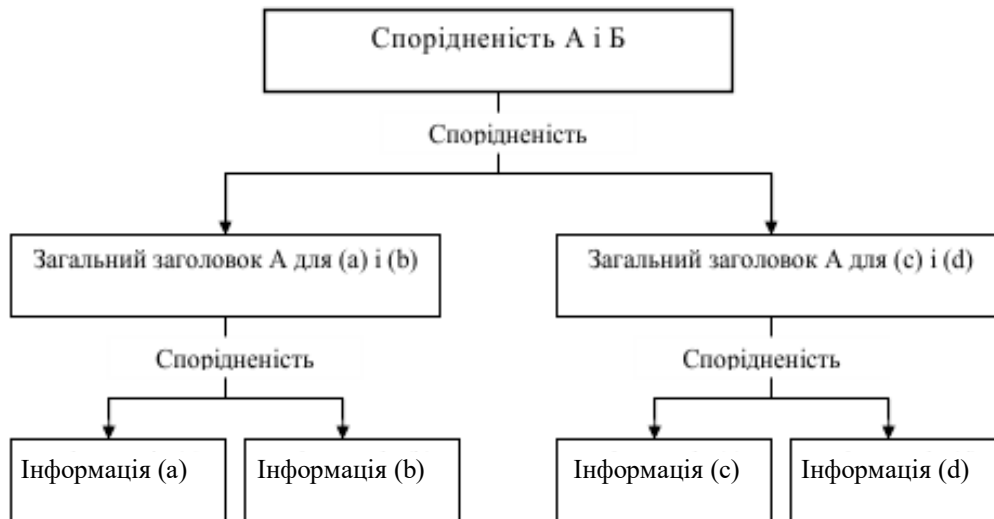 Спорідненість А і Б
Спорідненість
Загальний заголовок А для (а) і (b)
Загальний заголовок А для (с) і (d)
Спорідненість
Спорідненість
Інформація (а)
Інформація (b)
Інформація (с)
Інформація (d)